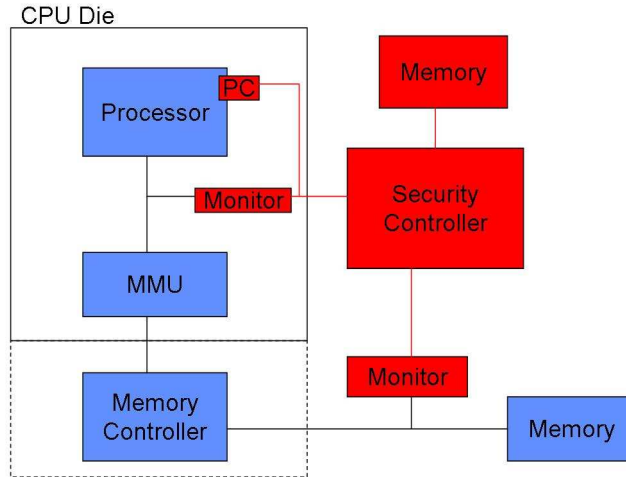 CPU Die
PC
Processor
Memory
Monitor
Security
Controller
MMU
Monitor
Memory
Controller
Memory